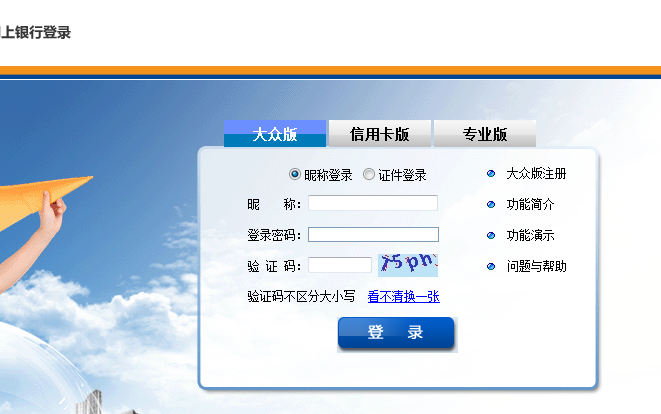 上银行登录
大众版 信用卡版 专业版
昵称登录 证件登录 大众版注册
昵 称： 功能简介
登录密码： 功能演示
验 证 码： 75ph 问题与帮助
验证码不区分大小写 看不清换一张
登 录